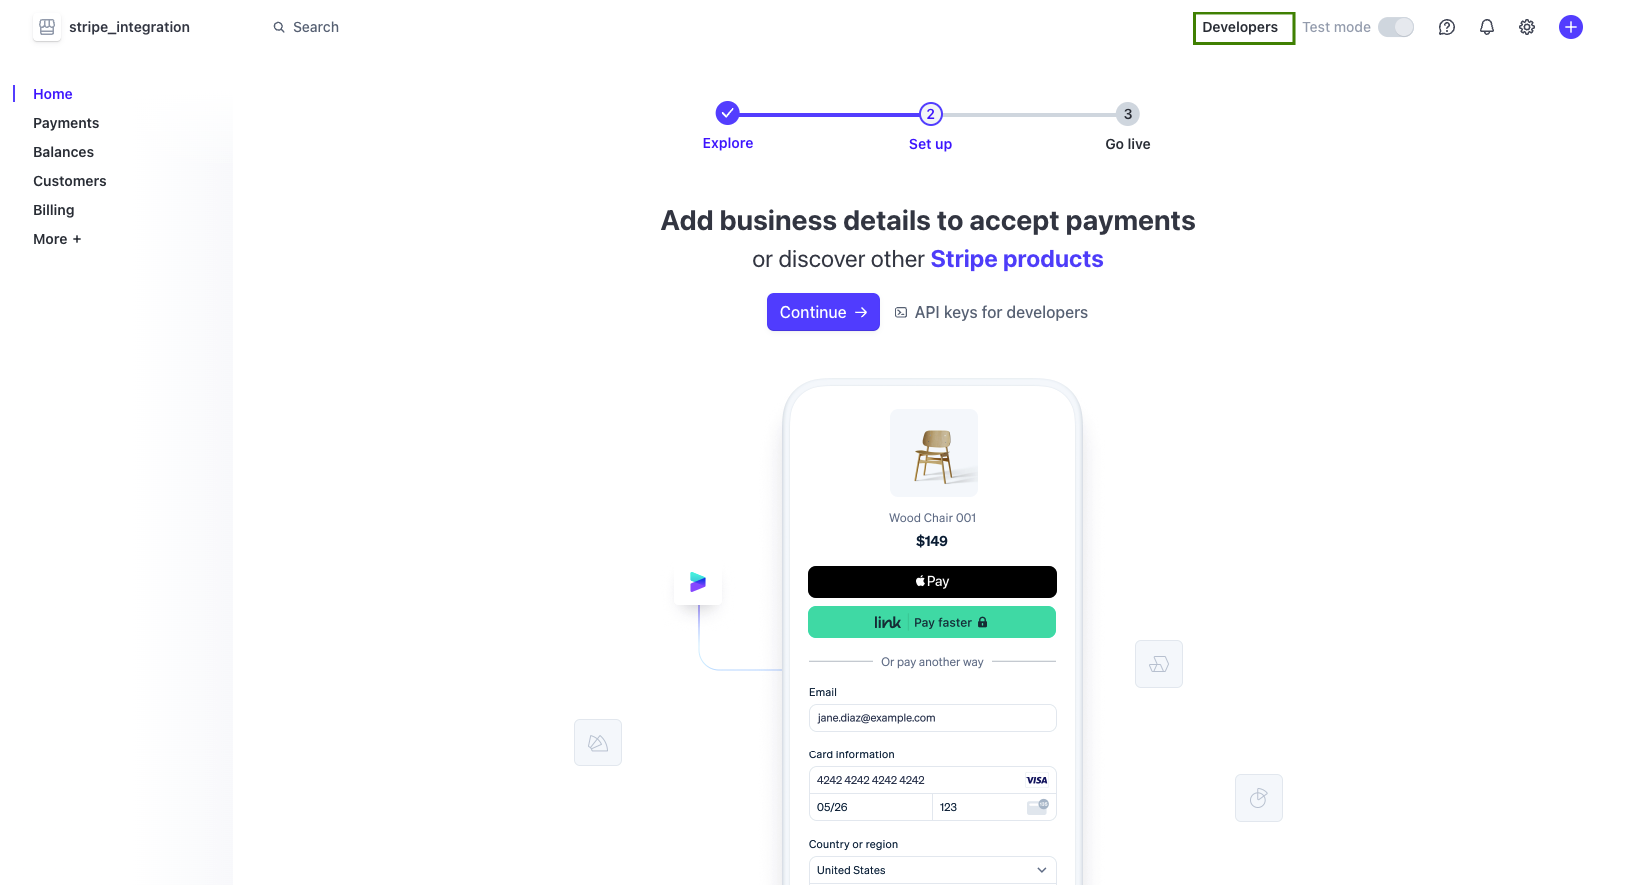 stripe_integration
Search
Developers
Test mode
Home
Payments
Balances
Customers
Billing
More +
2
3
Explore
Set up
Go live
Add business details to accept payments
or discover other Stripe products
Continue →
API keys for developers
Wood Chair 001
$149
Pay
link Pay faster
Or pay another way
Email
jane.diaz@example.com
Card information
4242 4242 4242 4242 VISA
05/26 123
Country or region
United States